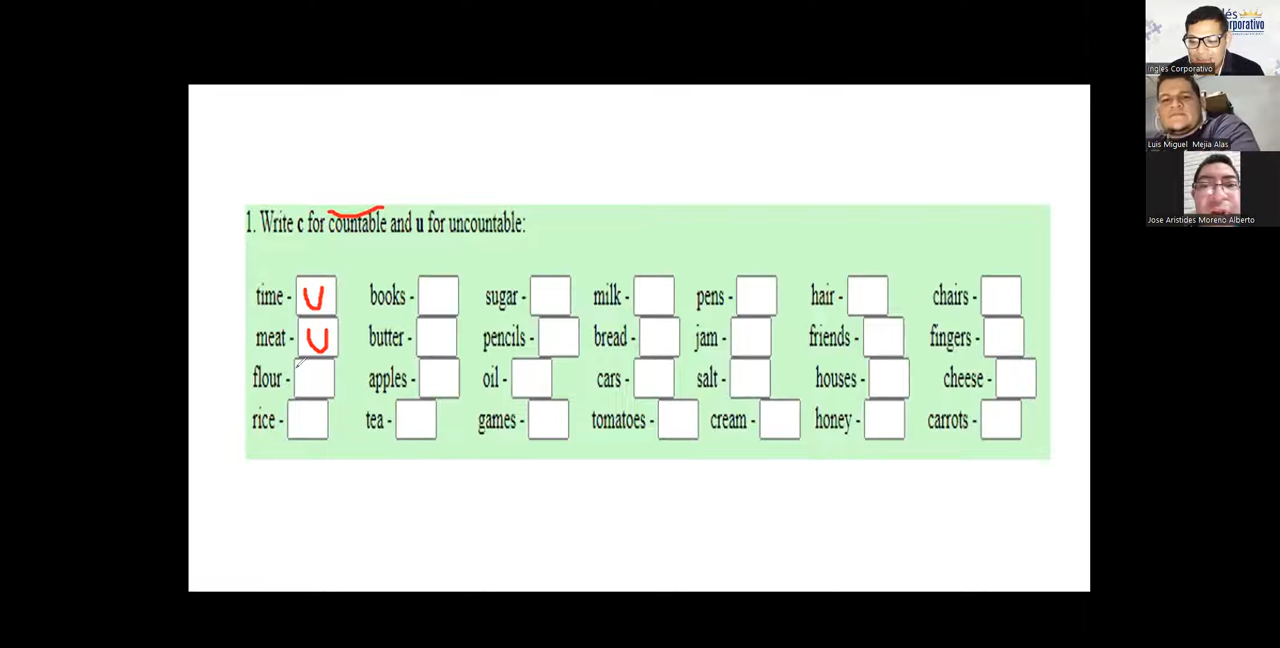 1. Write c for countable and u for uncountable:
time - U books - sugar - milk - pens - hair - chairs -
meat - U butter - pencils - bread - jam - friends - fingers -
flour - apples - oil - cars - salt - houses - cheese -
rice - tea - games - tomatoes - cream - honey - carrots -
Inglés Corporativo
Luis Miguel Mejia Alas
Jose Aristides Moreno Alberto